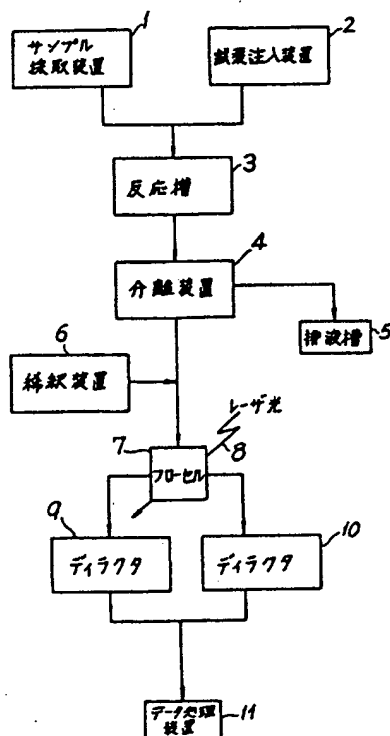 1
サンプル
採取装置
2
試薬注入装置
3
反応槽
4
分離装置
5
排液槽
6
稀釈装置
レーザ光
7
8
フローセル
9
ディラクタ
10
ディラクタ
データ処理
装置
11